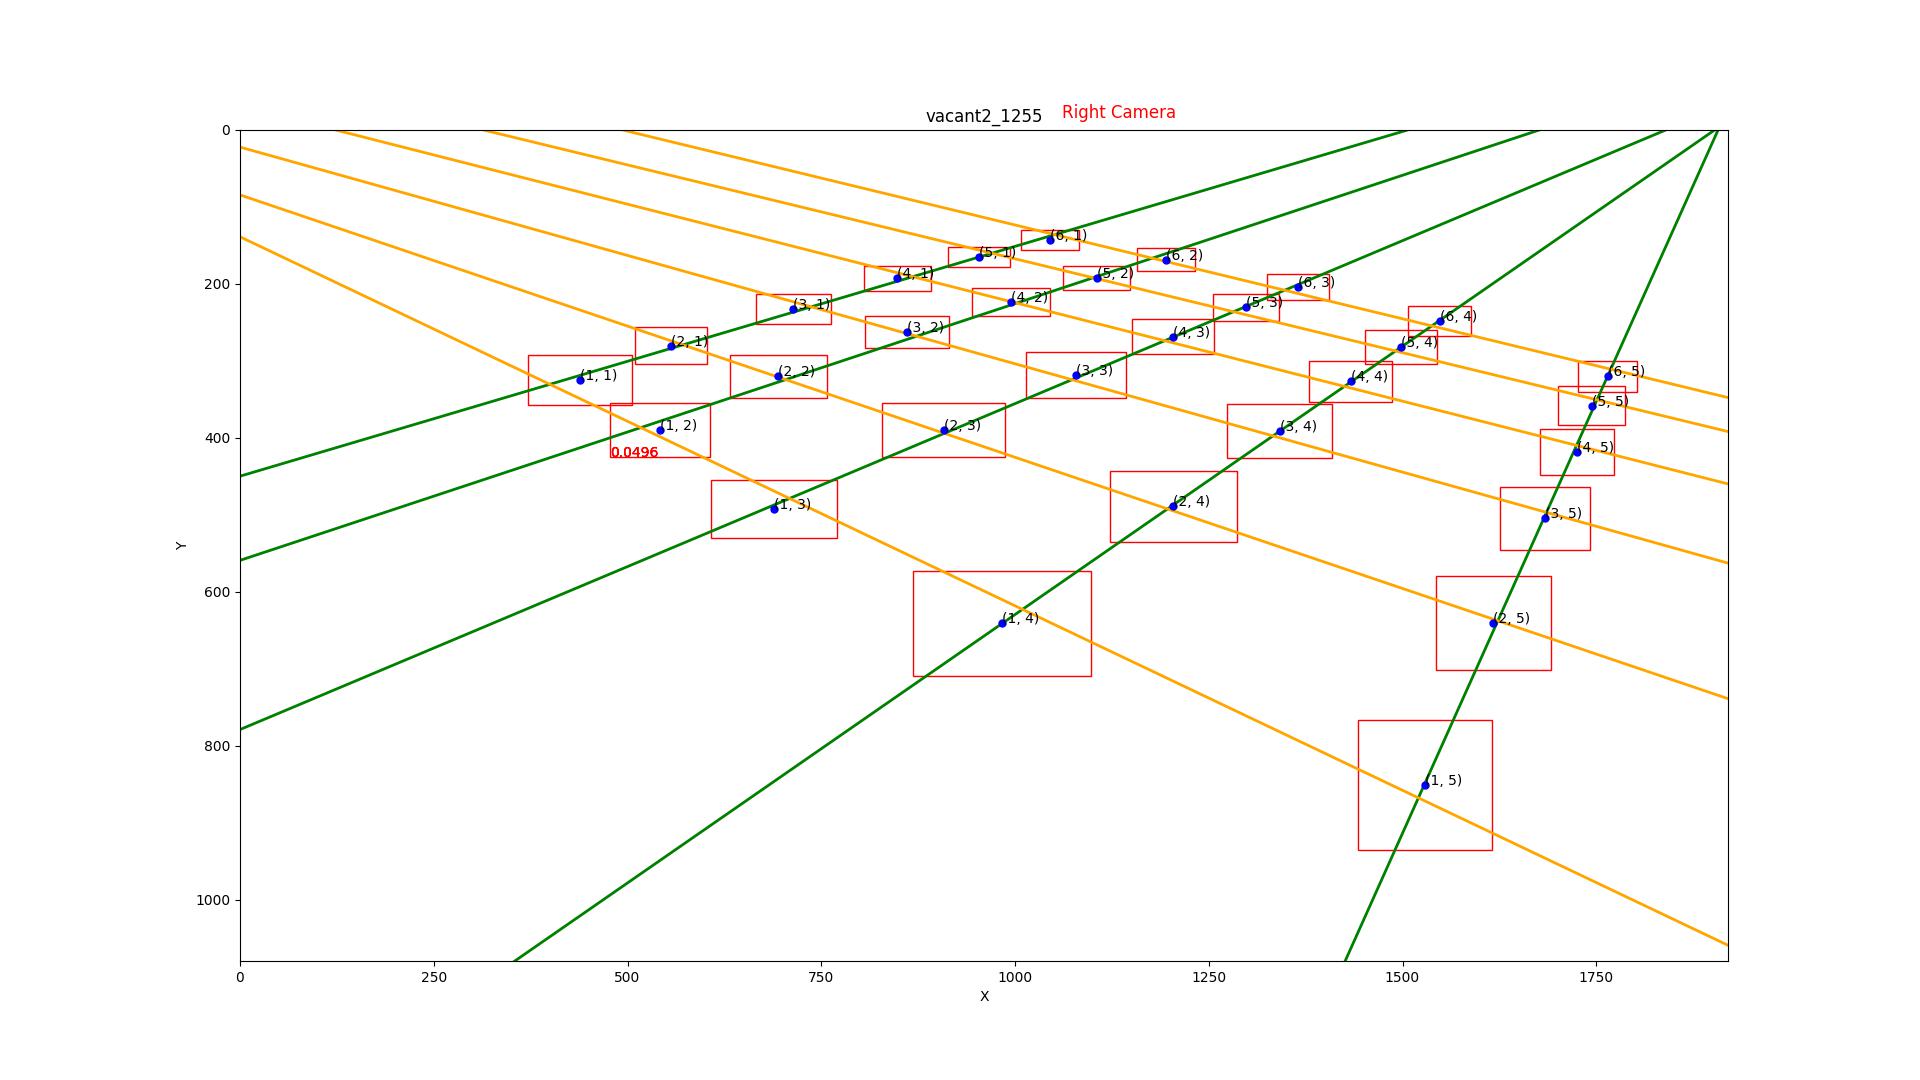 vacant2_1255 Right Camera
0
(6, 1)
(5, 1) (6, 2)
(4, 1) (5, 2)
200
(6, 3)
(4, 2)
(3, 1) (5, 3)
(6, 4)
(3, 2)
(4, 3)
(2, 1) (5, 4)
(1, 1) (2, 2) (3, 3) (4, 4) (6, 5)
(5, 5)
400
(1, 2) (2, 3) (3, 4)
0.0496
(4, 5)
(1, 3) (2, 4) (3, 5)
Y
600
(1, 4) (2, 5)
800
(1, 5)
1000
0 250 500 750 1000 1250 1500 1750
X